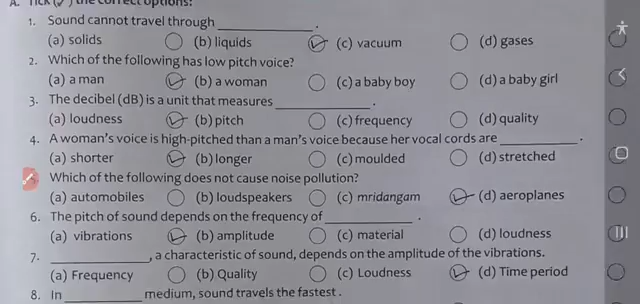 A. Tick (✓) the correct options:
1. Sound cannot travel through ____________.
(a) solids (b) liquids (c) vacuum (d) gases
2. Which of the following has low pitch voice?
(a) a man (b) a woman (c) a baby boy (d) a baby girl
3. The decibel (dB) is a unit that measures ____________.
(a) loudness (b) pitch (c) frequency (d) quality
4. A woman's voice is high-pitched than a man's voice because her vocal cords are __________.
(a) shorter (b) longer (c) moulded (d) stretched
Which of the following does not cause noise pollution?
(a) automobiles (b) loudspeakers (c) mridangam (d) aeroplanes
6. The pitch of sound depends on the frequency of ___________.
(a) vibrations (b) amplitude (c) material (d) loudness
7. ____________, a characteristic of sound, depends on the amplitude of the vibrations.
(a) Frequency (b) Quality (c) Loudness (d) Time period
8. In __________ medium, sound travels the fastest.